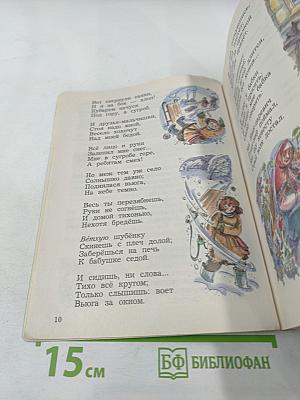 Вот свернулись санки,
И я на бок — хлоп!
Кубарем качуся
Под гору, в сугроб.
И друзья-мальчишки,
Стоя надо мной,
Весело хохочут
Над моей бедой.
Всё лицо и руки
Залепил мне снег...
Мне в сугробе горе,
А ребятам смех!
Но меж тем уж село
Солнышко давно;
Поднялася вьюга,
На небе темно.
Весь ты перезябнешь,
Руки не согнёшь,
И домой тихонько,
Нехотя бредёшь.
Ветхую шубёнку
Скинешь с плеч долой;
Заберёшься на печь
К бабушке седой.
И сидишь, ни слова...
Тихо всё кругом;
Только слышишь: воет
Вьюга за окном.
10
бабка
15 см
БФ БИБЛИОФАН